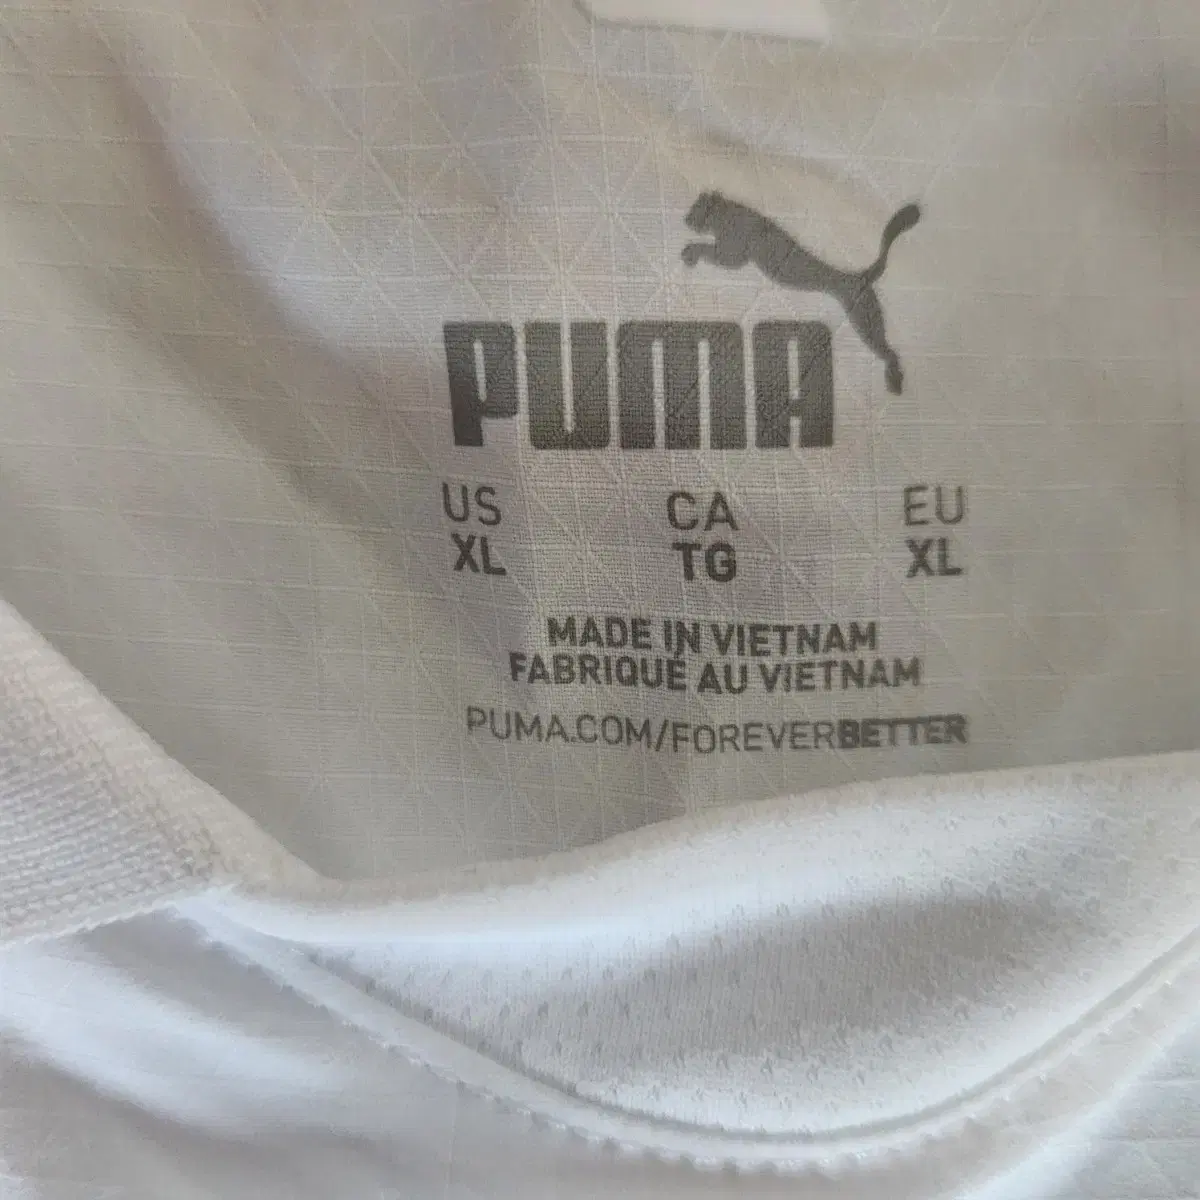 PUMA
US CA EU
XL TG XL
MADE IN VIETNAM
FABRIQUÉ AU VIETNAM
PUMA.COM/FOREVERBETTER